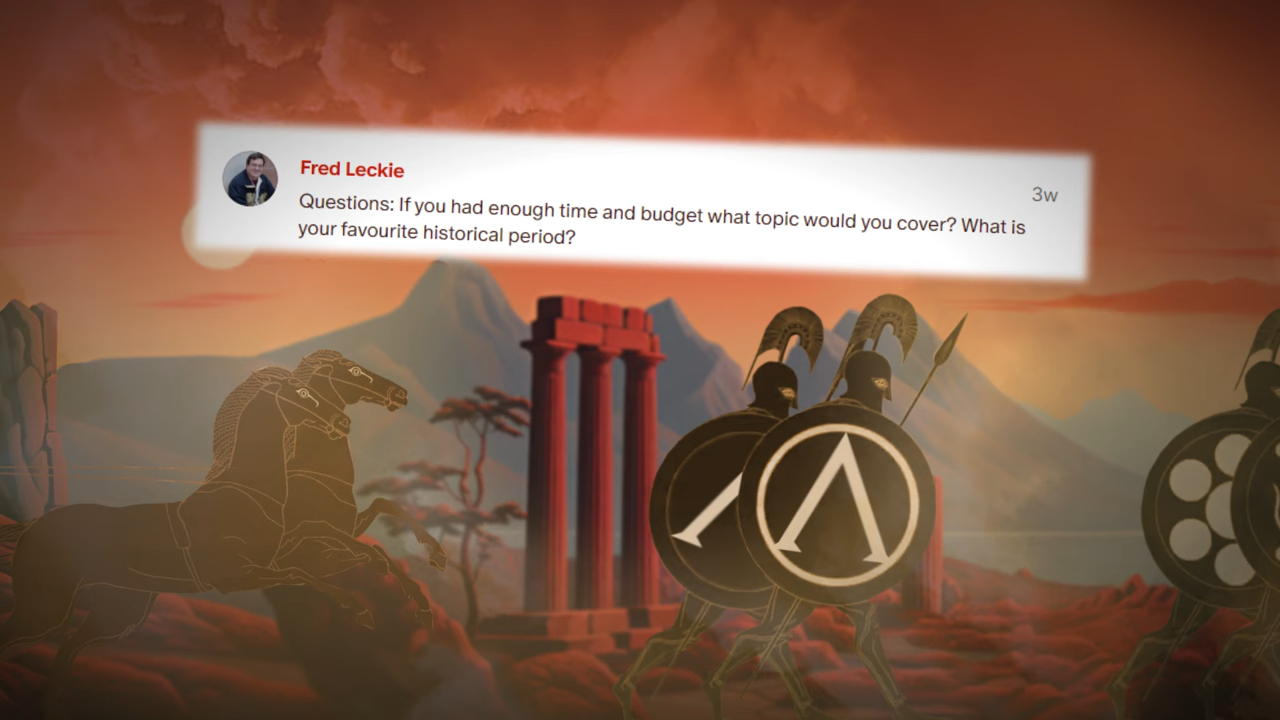 Fred Leckie
3w
Questions: If you had enough time and budget what topic would you cover? What is
your favourite historical period?